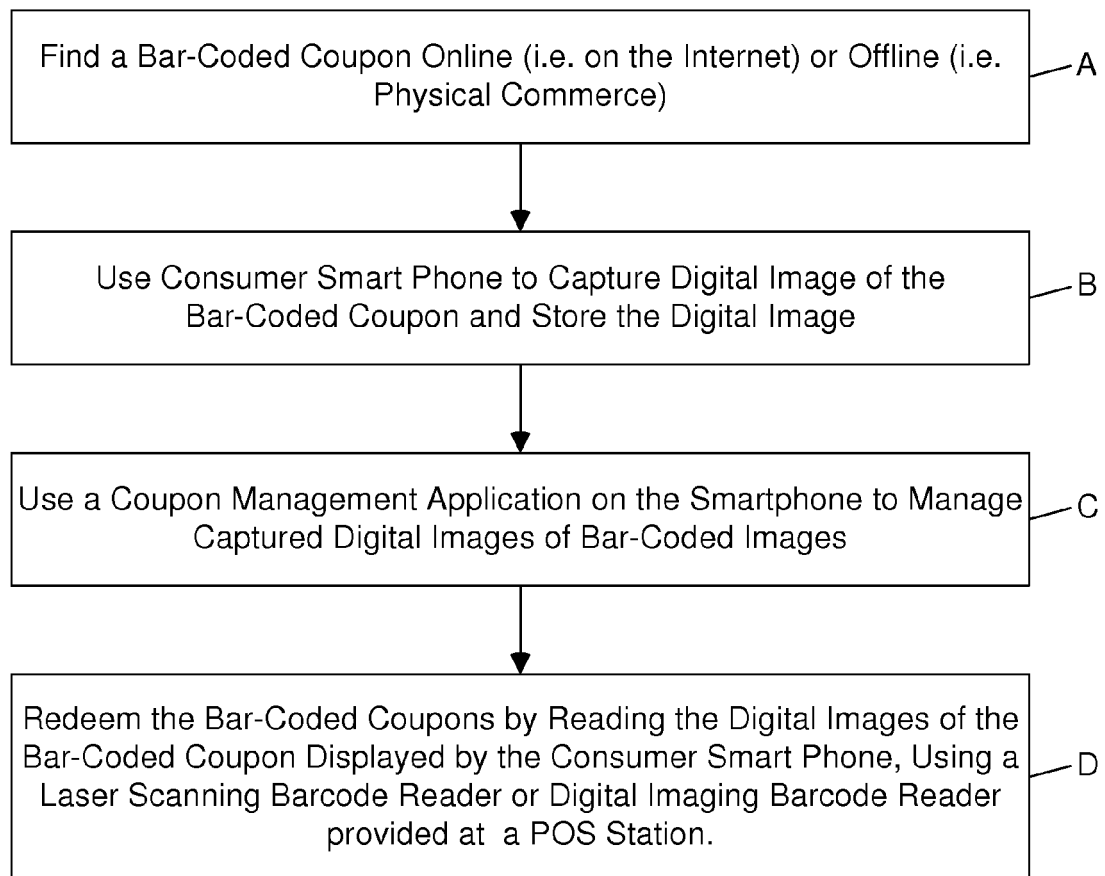 Find a Bar-Coded Coupon Online (i.e. on the Internet) or Offline (i.e.
Physical Commerce)
A
Use Consumer Smart Phone to Capture Digital Image of the
Bar-Coded Coupon and Store the Digital Image
B
Use a Coupon Management Application on the Smartphone to Manage
Captured Digital Images of Bar-Coded Images
C
Redeem the Bar-Coded Coupons by Reading the Digital Images of the
Bar-Coded Coupon Displayed by the Consumer Smart Phone, Using a
Laser Scanning Barcode Reader or Digital Imaging Barcode Reader
provided at a POS Station.
D